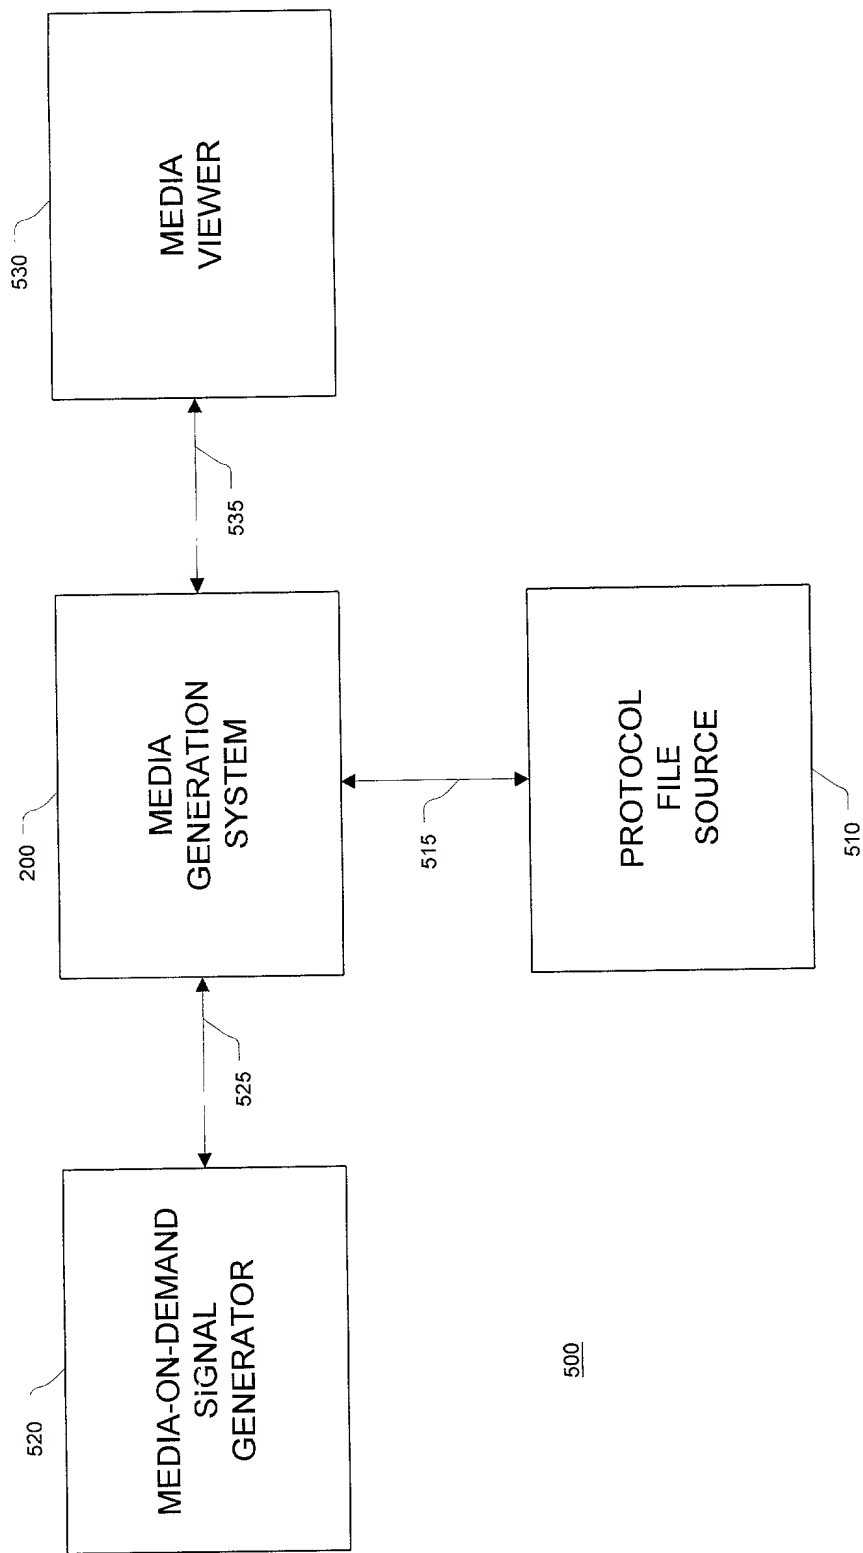 520
MEDIA-ON-DEMAND
SiGNAL
GENERATOR
525
200
MEDIA
GENERATION
SYSTEM
535
530
MEDIA
VIEWER
515
PROTOCOL
FILE
SOURCE
510
500